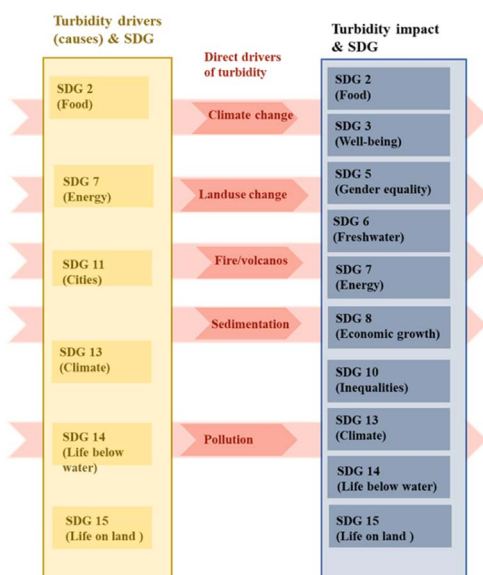 Turbidity drivers
(causes) & SDG
SDG 2
(Food)
SDG 7
(Energy)
SDG 11
(Cities)
SDG 13
(Climate)
SDG 14
(Life below
water)
SDG 15
(Life on land )
Direct drivers
of turbidity
Climate change
Landuse change
Fire/volcanos
Sedimentation
Pollution
Turbidity impact
& SDG
SDG 2
(Food)
SDG 3
(Well-being)
SDG 5
(Gender equality)
SDG 6
(Freshwater)
SDG 7
(Energy)
SDG 8
(Economic growth)
SDG 10
(Inequalities)
SDG 13
(Climate)
SDG 14
(Life below water)
SDG 15
(Life on land )